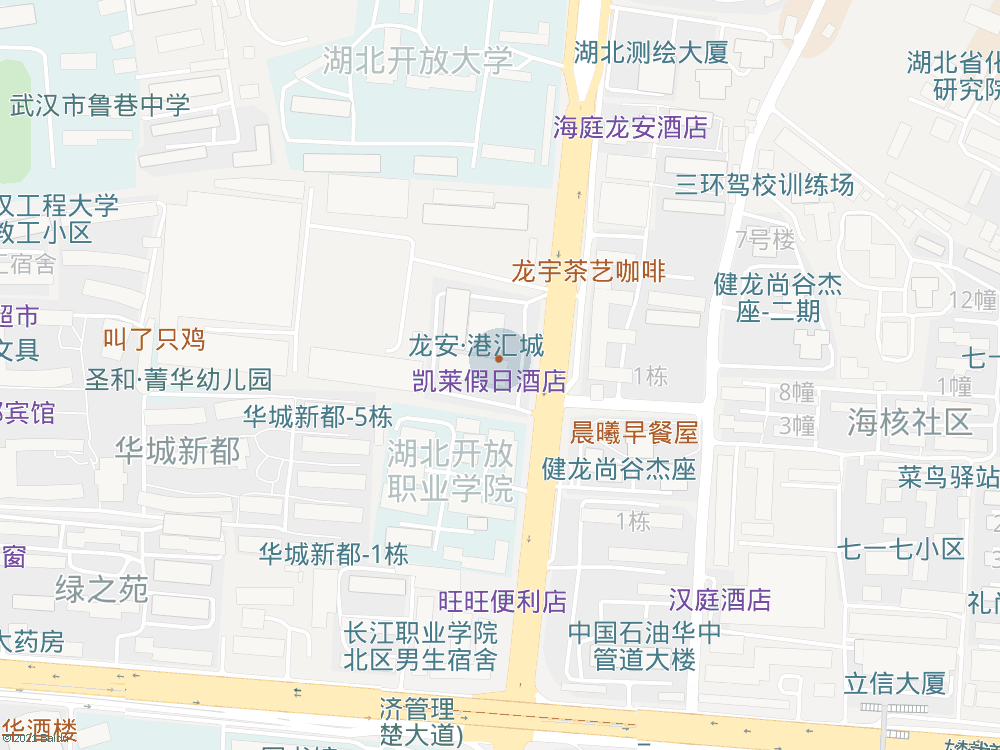 湖北开放大学
湖北测绘大厦
湖北省化
研究院
武汉市鲁巷中学
海庭龙安酒店
三环驾校训练场
汉工程大学
教工小区
7号楼
工宿舍
龙宇茶艺咖啡
健龙尚谷杰
座-二期
12幢
超市
叫了只鸡
文具
龙安·港汇城
七一
圣和·菁华幼儿园
凯莱假日酒店
1栋
8幢
1幢
宾馆
华城新都-5栋
3幢
海核社区
华城新都
湖北开放
职业学院
晨曦早餐屋
健龙尚谷杰座
菜鸟驿站
1栋
窗
华城新都-1栋
七一七小区
绿之苑
旺旺便利店
汉庭酒店
礼
大药房
长江职业学院
北区男生宿舍
中国石油华中
管道大楼
立信大厦
济管理
楚大道)
华酒楼
© 2021 Baidu